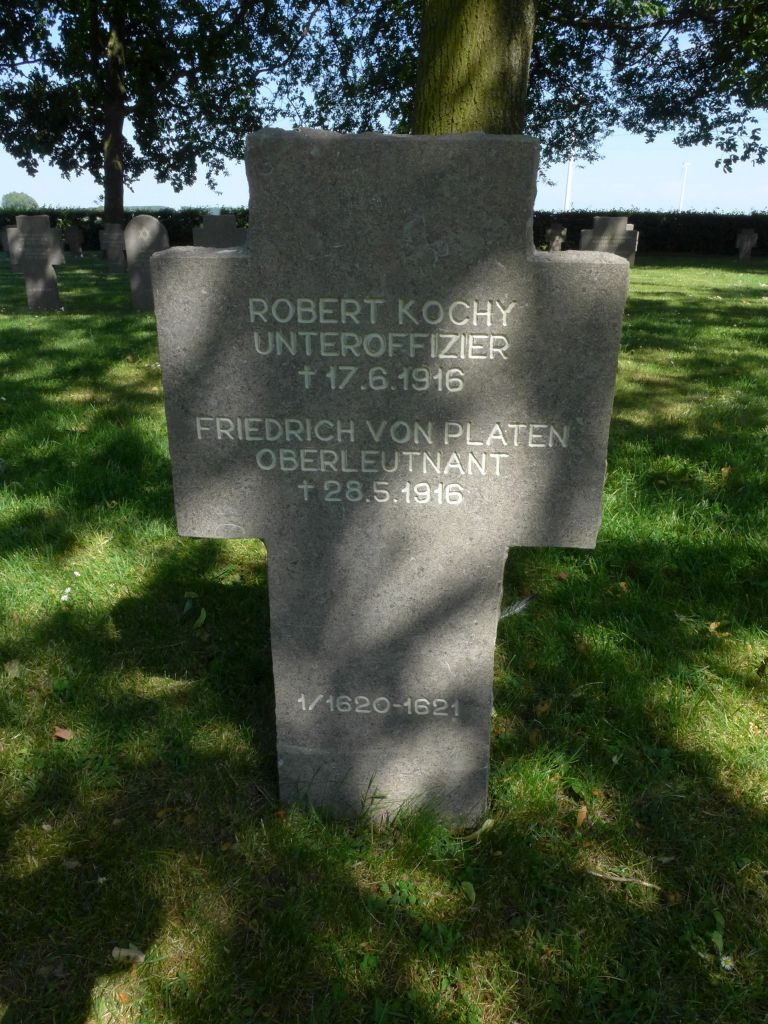 ROBERT KOCHY
UNTEROFFIZIER
† 17.6.1916
FRIEDRICH VON PLATEN
OBERLEUTNANT
† 28.5.1916
1/1620-1621